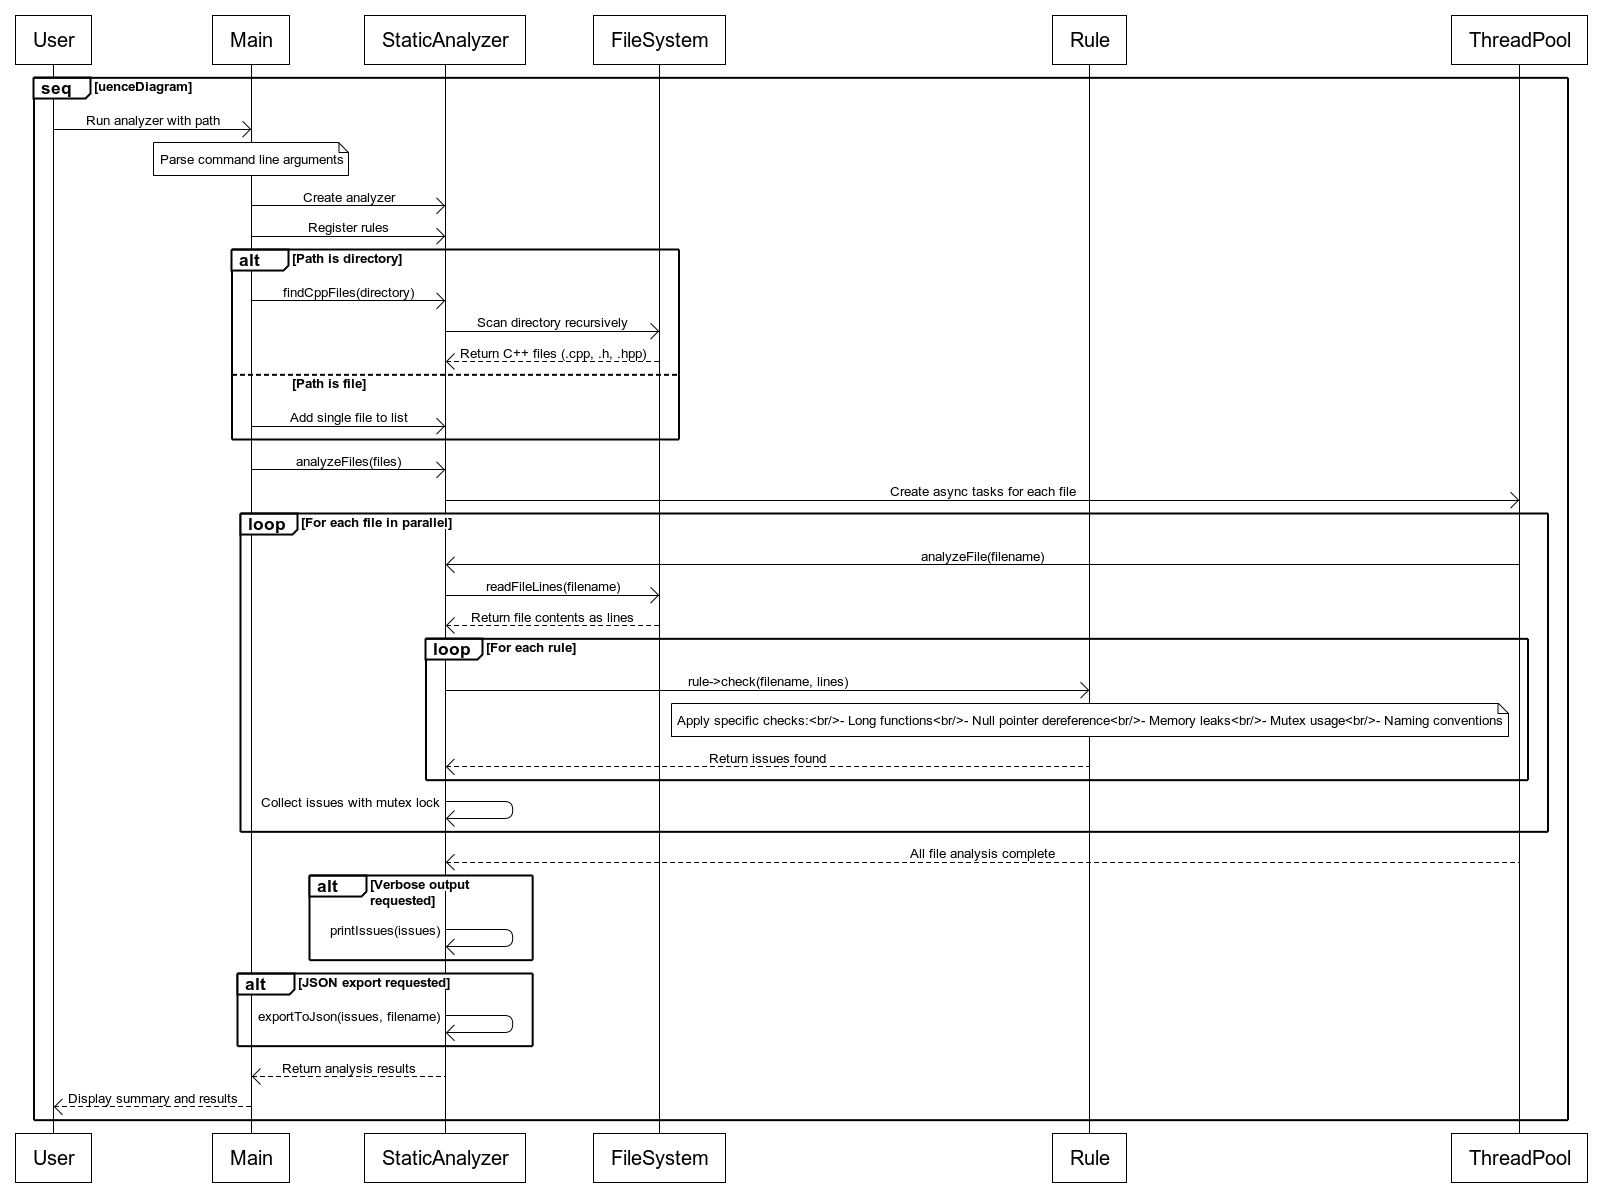 User Main StaticAnalyzer FileSystem Rule ThreadPool
seq [uenceDiagram]
Run analyzer with path
Parse command line arguments
Create analyzer
Register rules
alt [Path is directory]
findCppFiles(directory)
Scan directory recursively
Return C++ files (.cpp, .h, .hpp)
[Path is file]
Add single file to list
analyzeFiles(files)
Create async tasks for each file
loop [For each file in parallel]
analyzeFile(filename)
readFileLines(filename)
Return file contents as lines
loop [For each rule]
rule->check(filename, lines)
Apply specific checks:<br/>- Long functions<br/>- Null pointer dereference<br/>- Memory leaks<br/>- Mutex usage<br/>- Naming conventions
Return issues found
Collect issues with mutex lock
All file analysis complete
alt [Verbose output
requested]
printIssues(issues)
alt [JSON export requested]
exportToJson(issues, filename)
Return analysis results
Display summary and results
User Main StaticAnalyzer FileSystem Rule ThreadPool